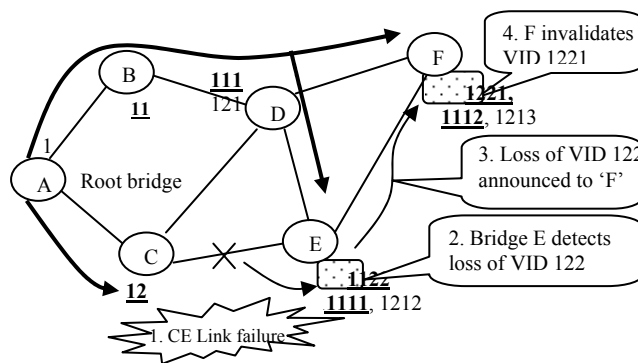 4. F invalidates
VID 1221
F
B
111
121
1221,
1112, 1213
11
D
1
A
Root bridge
3. Loss of VID 122
announced to ‘F’
C
E
2. Bridge E detects
loss of VID 122
12
1122
1111, 1212
1. CE Link failure